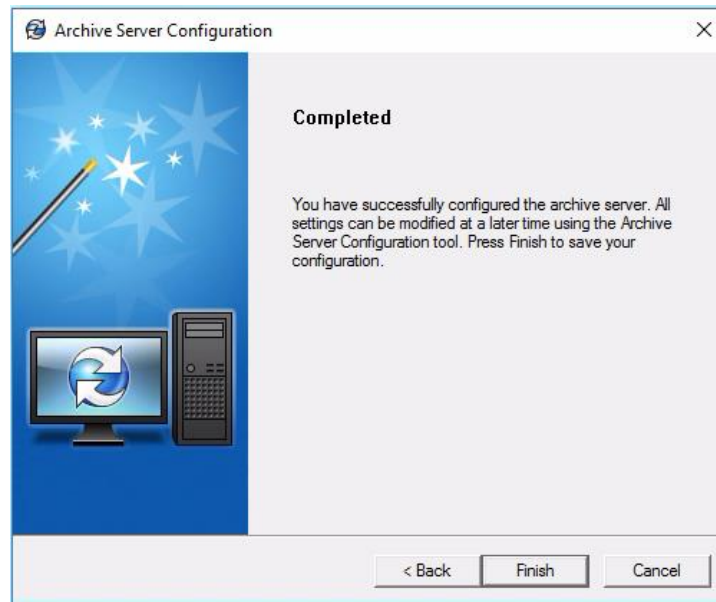 Archive Server Configuration
Completed
You have successfully configured the archive server. All
settings can be modified at a later time using the Archive
Server Configuration tool. Press Finish to save your
configuration.
< Back Finish Cancel